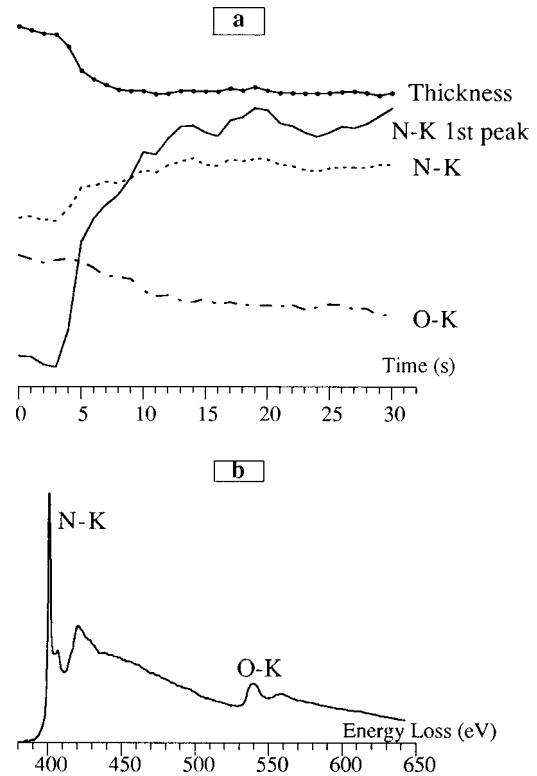 a
Thickness
N-K 1st peak
N-K
O-K
Time (s)
0 5 10 15 20 25 30
b
N-K
O-K
Energy Loss (eV)
400 450 500 550 600 650